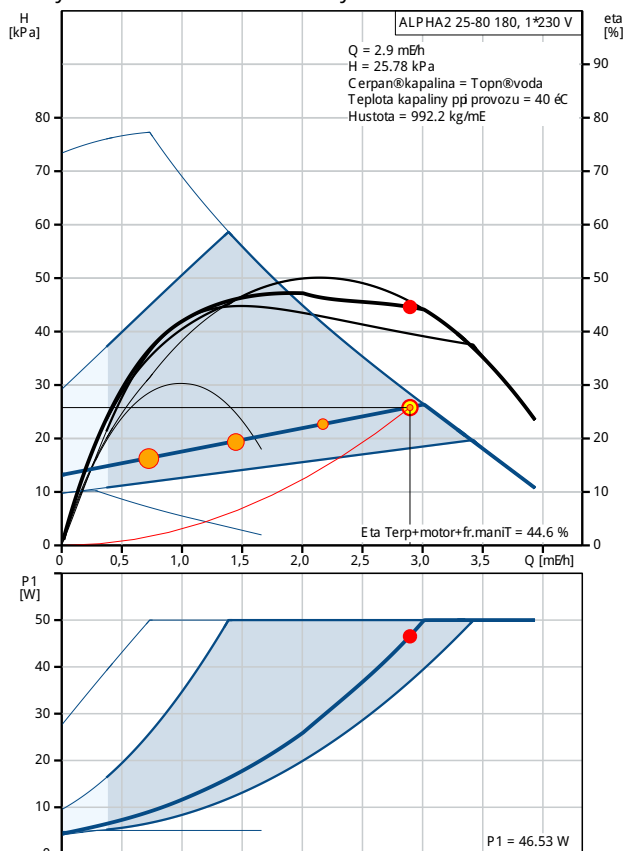 H
[kPa]
ALPHA2 25-80 180, 1*230 V
eta
[%]
Q = 2.9 mE/h
H = 25.78 kPa
Cerpan®kapalina = Topn®voda
Teplota kapaliny při provozu = 40 éC
Hustota = 992.2 kg/mE
90
80 80
70 70
60 60
50 50
40 40
30 30
20 20
10 10
0 0
Eta Terp+motor+fr.maniT = 44.6 %
0 0,5 1,0 1,5 2,0 2,5 3,0 3,5 Q [mE/h]
P1
[W]
50
40
30
20
10
P1 = 46.53 W